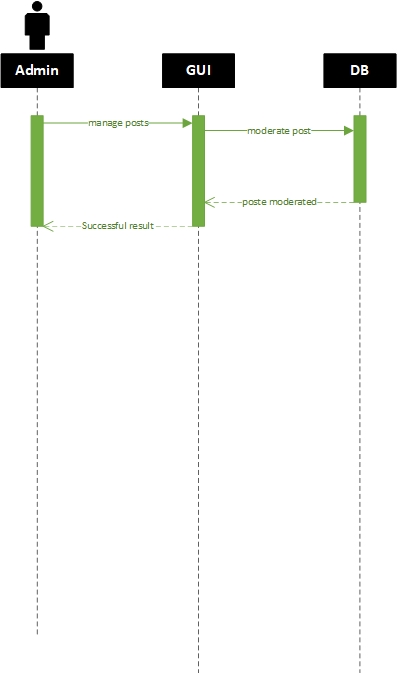 Admin
GUI
DB
manage posts
moderate post
poste moderated
Successful result